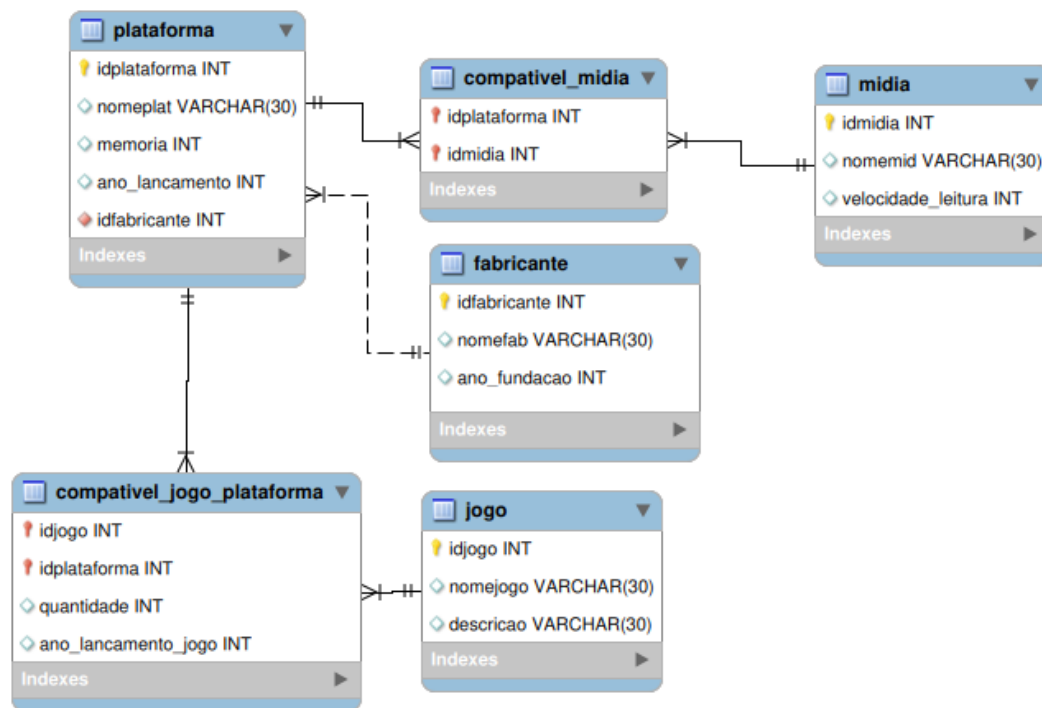 plataforma
idplataforma INT
nomeplat VARCHAR(30)
memoria INT
ano_lancamento INT
idfabricante INT
Indexes
compativel_midia
idplataforma INT
idmidia INT
Indexes
midia
idmidia INT
nomemid VARCHAR(30)
velocidade_leitura INT
Indexes
fabricante
idfabricante INT
nomefab VARCHAR(30)
ano_fundacao INT
Indexes
compativel_jogo_plataforma
idjogo INT
idplataforma INT
quantidade INT
ano_lancamento_jogo INT
Indexes
jogo
idjogo INT
nomejogo VARCHAR(30)
descricao VARCHAR(30)
Indexes